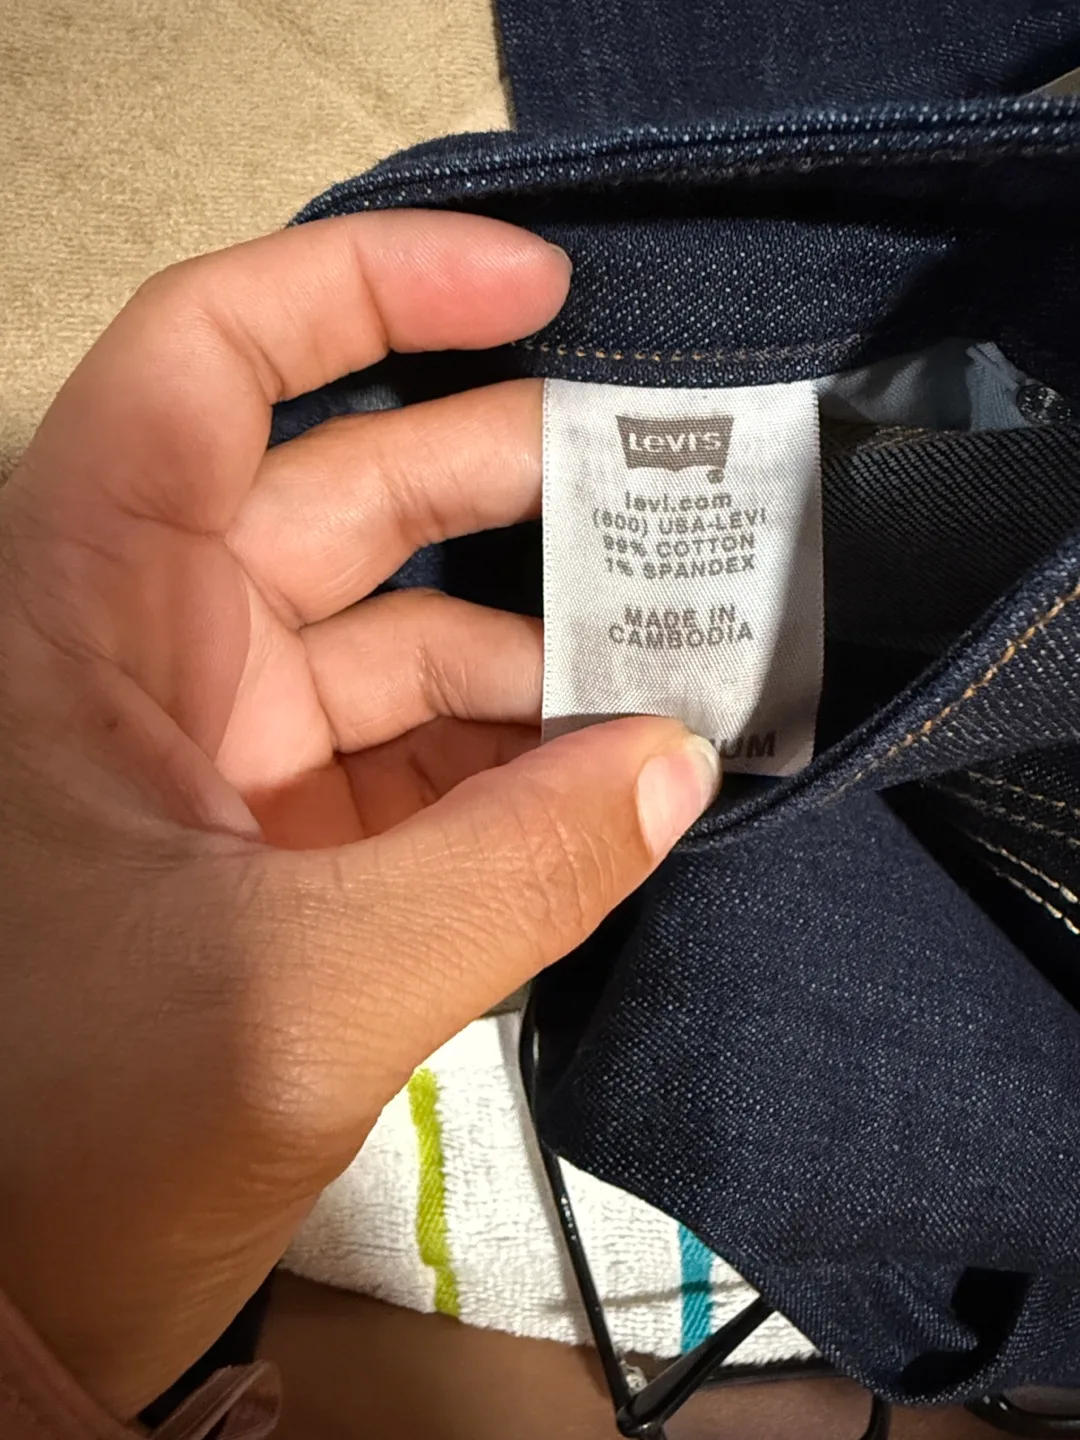 LEVI'S
®
levi.com
(800) USA-LEVI
99% COTTON
1% SPANDEX
MADE IN
CAMBODIA